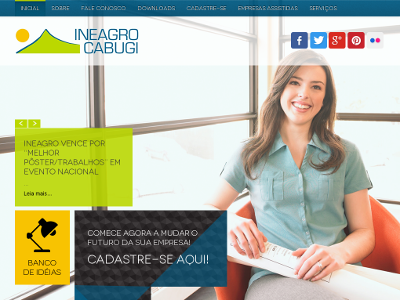 INICIAL SOBRE FALE CONOSCO DOWNLOADS CADASTRE-SE EMPRESAS ASSISTIDAS SERVIÇOS
INEAGRO
CABUGI
INEAGRO VENCE POR
"MELHOR
PÔSTER/TRABALHOS" EM
EVENTO NACIONAL
Leia mais...
BANCO
DE IDÉIAS
COMECE AGORA A MUDAR O
FUTURO DA SUA EMPRESA!
CADASTRE-SE AQUI!